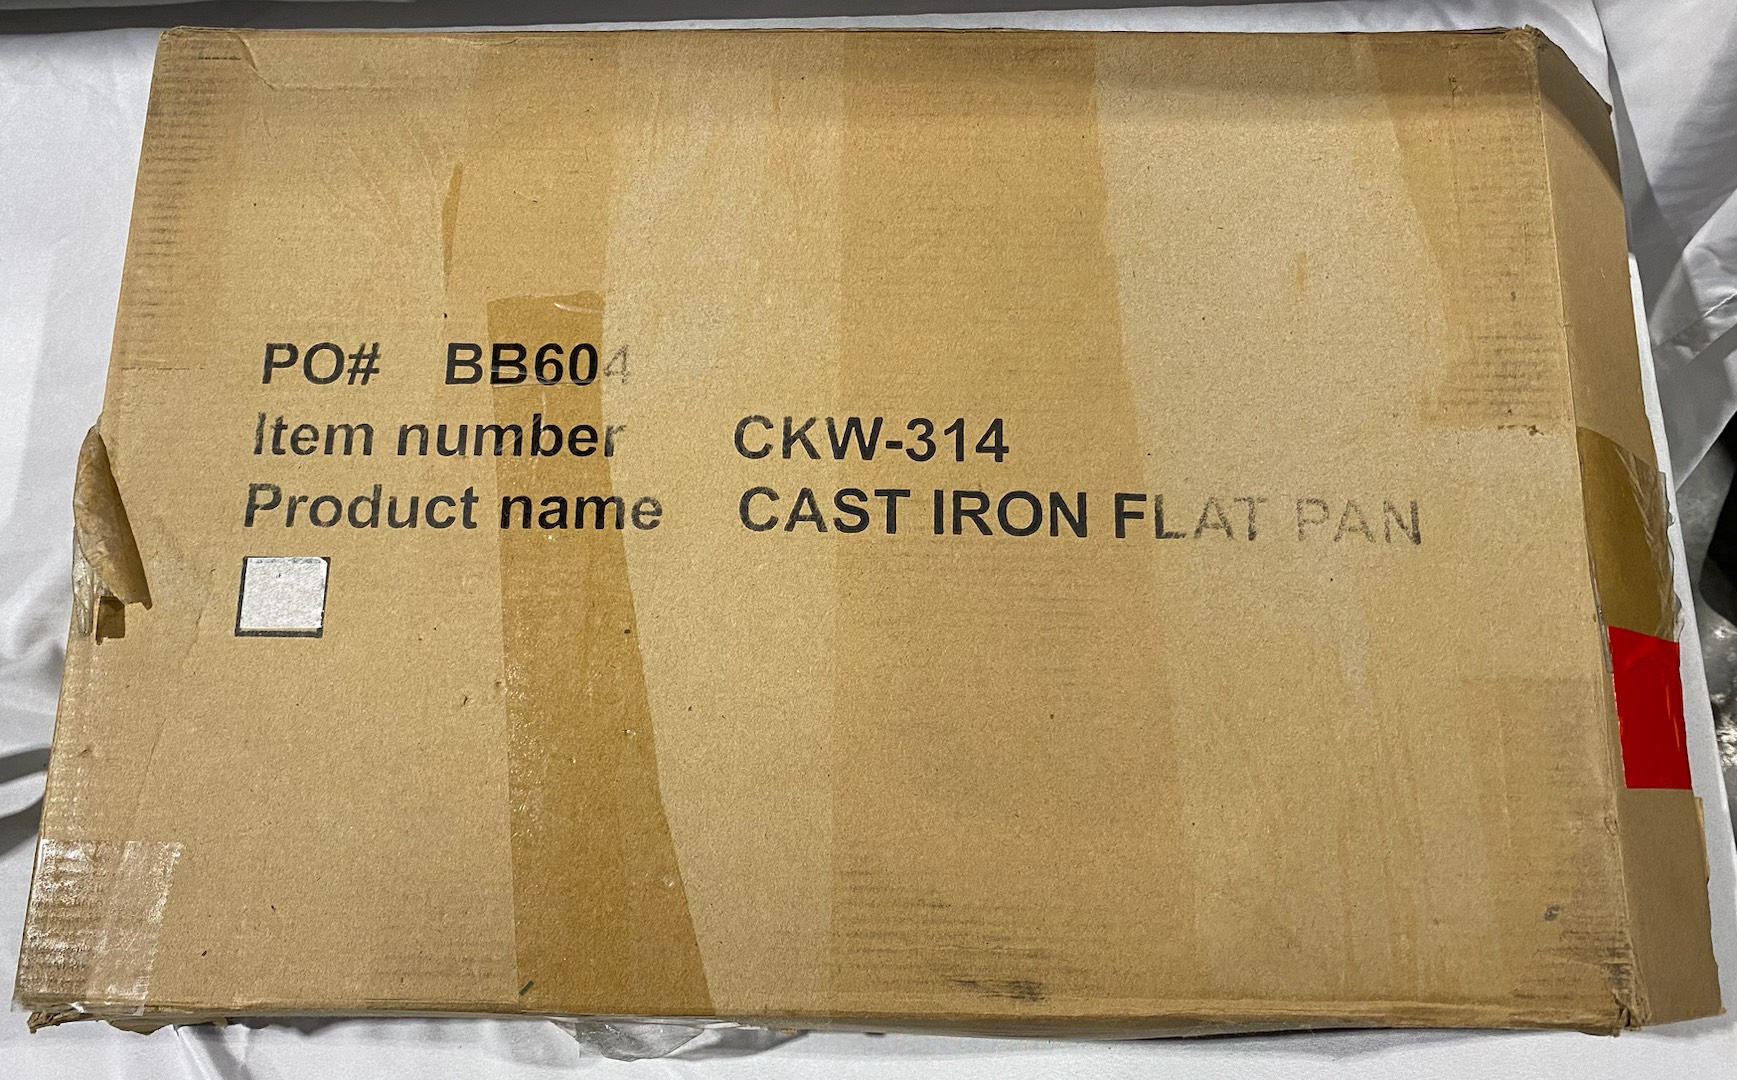 PO# BB604
Item number CKW-314
Product name CAST IRON FLAT PAN